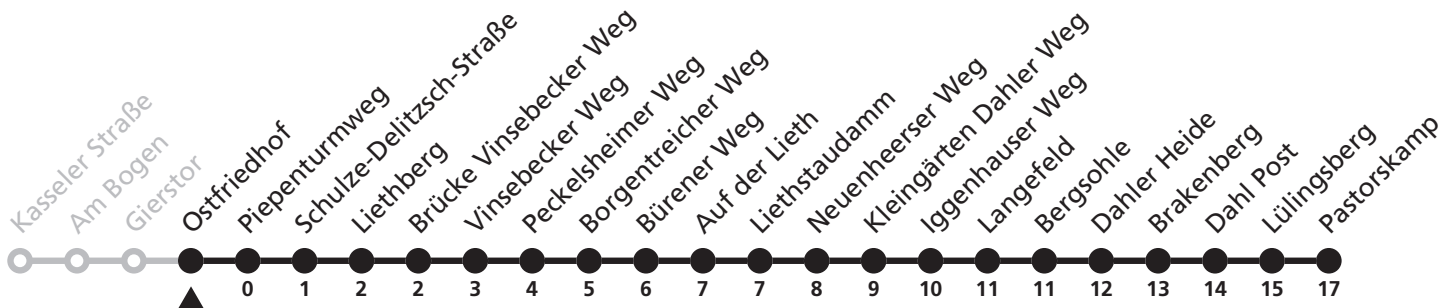 Kasseler Straße
Am Bogen
Gierstor
Ostfriedhof
Piepenturmweg
Schulze-Delitzsch-Straße
Liethberg
Brücke Vinsebecker Weg
Vinsebecker Weg
Peckelsheimer Weg
Borgentreicher Weg
Bürener Weg
Auf der Lieth
Liethstaudamm
Neuenheerser Weg
Kleingärten Dahler Weg
Iggenhauser Weg
Langefeld
Bergsohle
Dahler Heide
Brakenberg
Dahl Post
Lülingsberg
Pastorskamp
0 1 2 2 3 4 5 6 7 7 8 9 10 11 11 12 13 14 15 17